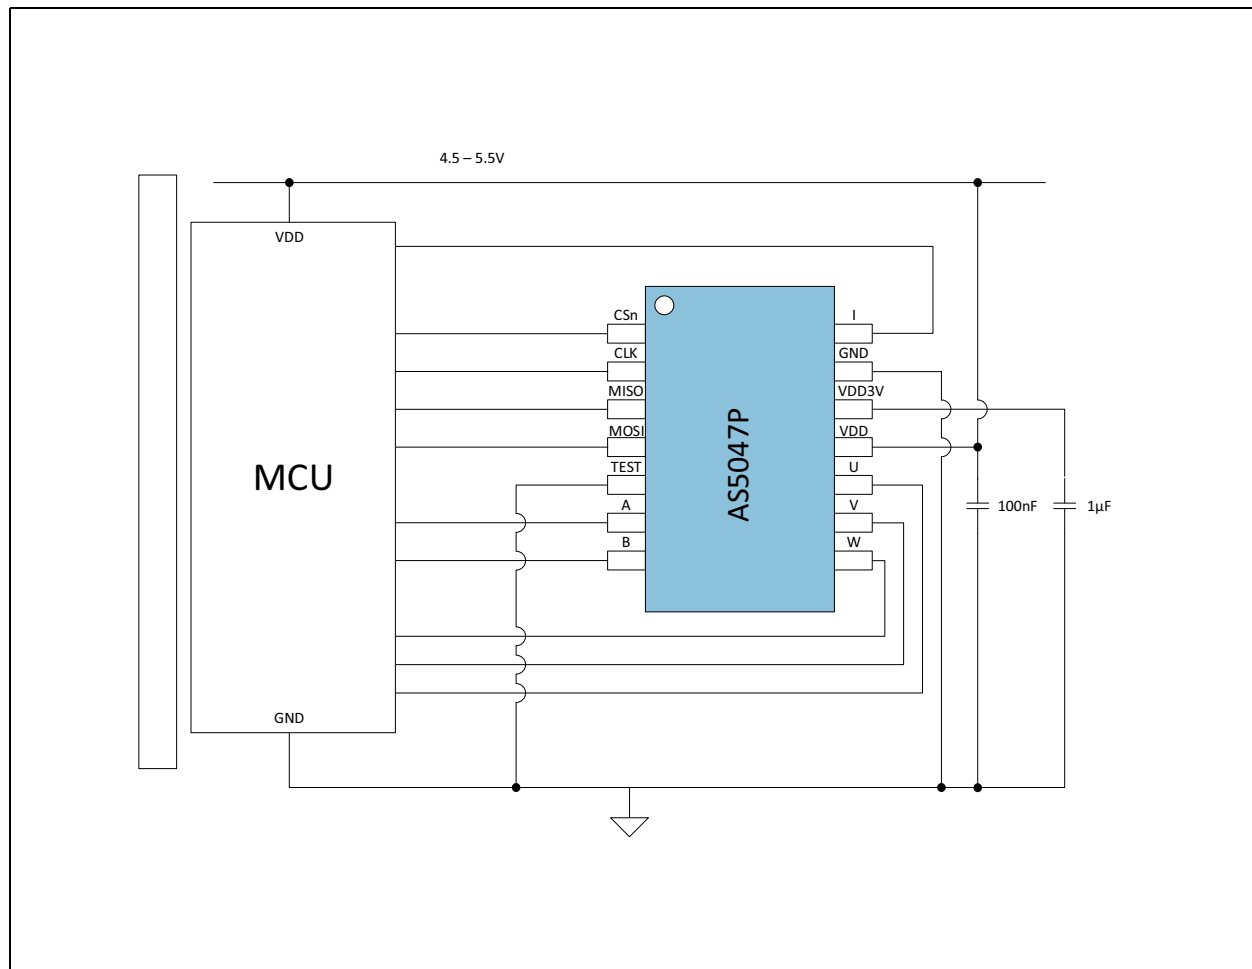 4.5 – 5.5V
VDD
MCU
GND
CSn
CLK
MISO
MOSI
TEST
A
B
AS5047P
I
GND
VDD3V
VDD
U
V
W
100nF
1µF